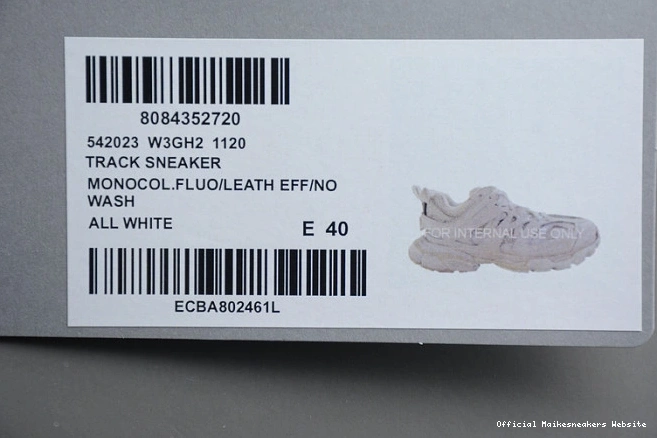 8084352720
542023 W3GH2 1120
TRACK SNEAKER
MONOCOL.FLUO/LEATH EFF/NO
WASH
ALL WHITE
E 40
ECBA802461L
FOR INTERNAL USE ONLY
Official Maikesneakers Website